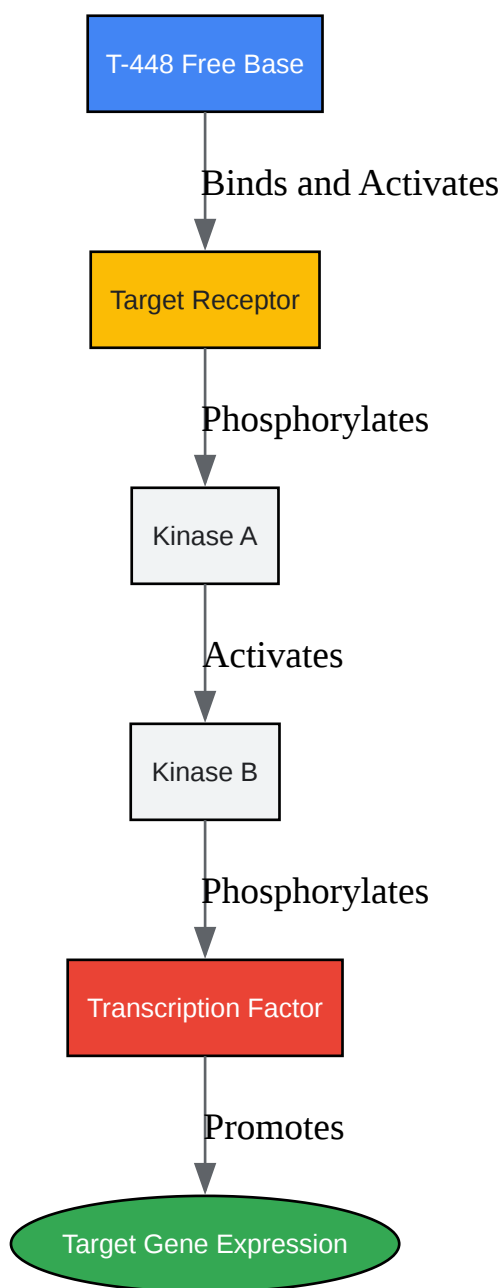 T-448 Free Base
Binds and Activates
Target Receptor
Phosphorylates
Kinase A
Activates
Kinase B
Phosphorylates
Transcription Factor
Promotes
Target Gene Expression